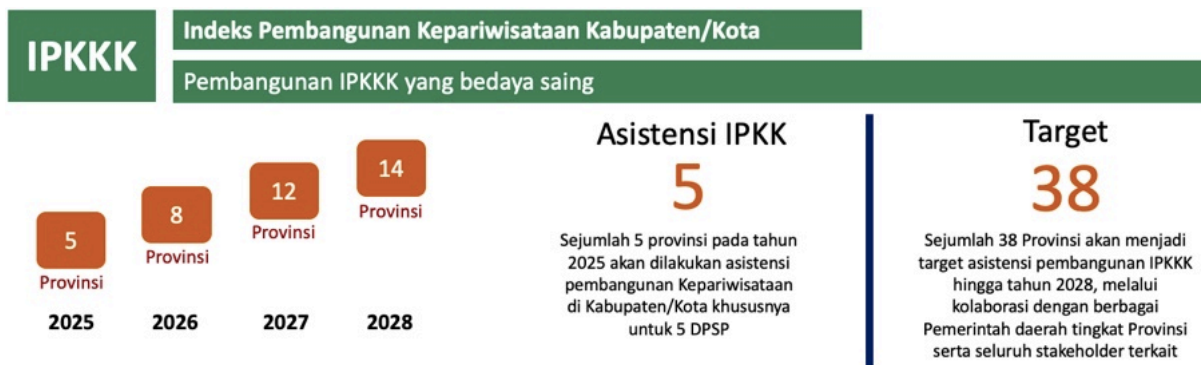 IPKKK
Indeks Pembangunan Kepariwisataan Kabupaten/Kota
Pembangunan IPKKK yang bedaya saing
5
Provinsi
8
Provinsi
12
Provinsi
14
Provinsi
2025
2026
2027
2028
Asistensi IPKK
5
Sejumlah 5 provinsi pada tahun
2025 akan dilakukan asistensi
pembangunan Kepariwisataan
di Kabupaten/Kota khususnya
untuk 5 DPSP
Target
38
Sejumlah 38 Provinsi akan menjadi
target asistensi pembangunan IPKKK
hingga tahun 2028, melalui
kolaborasi dengan berbagai
Pemerintah daerah tingkat Provinsi
serta seluruh stakeholder terkait